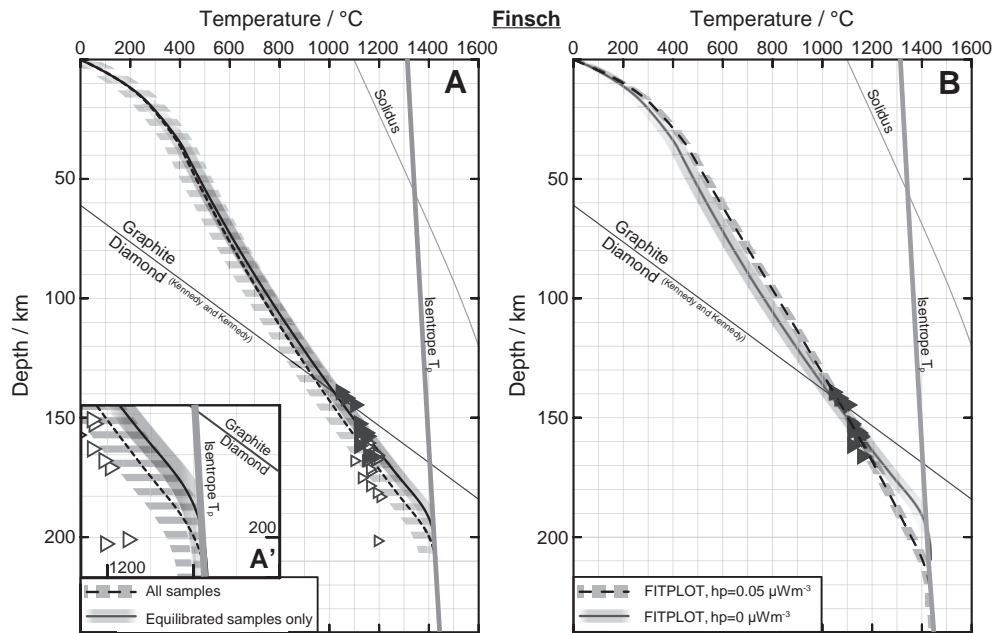 Finsch
Temperature / °C
0 200 400 600 800 1000 1200 1400 1600
Depth / km
50
100
150
200
A
Solidus
Graphite
Diamond (Kennedy and Kennedy)
Isentrope Tp
Graphite
Diamond
Isentrope Tp
200
1200
A'
All samples
Equilibrated samples only
Temperature / °C
0 200 400 600 800 1000 1200 1400 1600
Depth / km
50
100
150
200
B
Solidus
Graphite
Diamond (Kennedy and Kennedy)
Isentrope Tp
FITPLOT, hp=0.05 µWm-3
FITPLOT, hp=0 µWm-3